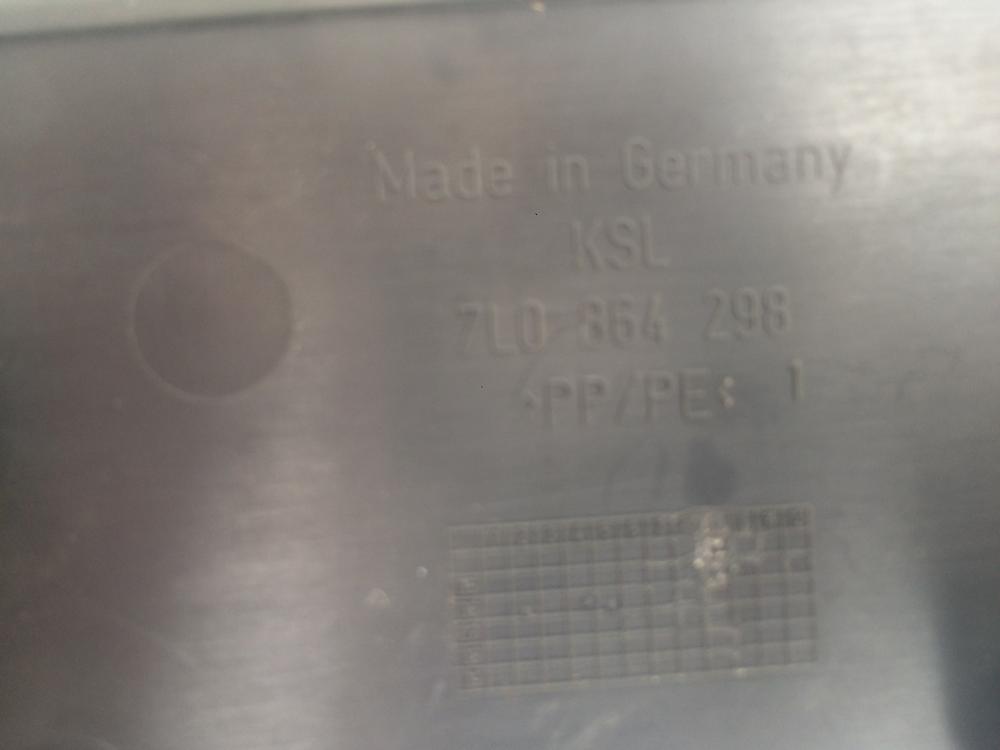 Made in Germany
KSL
7L0 864 298
>PP/PE< 1